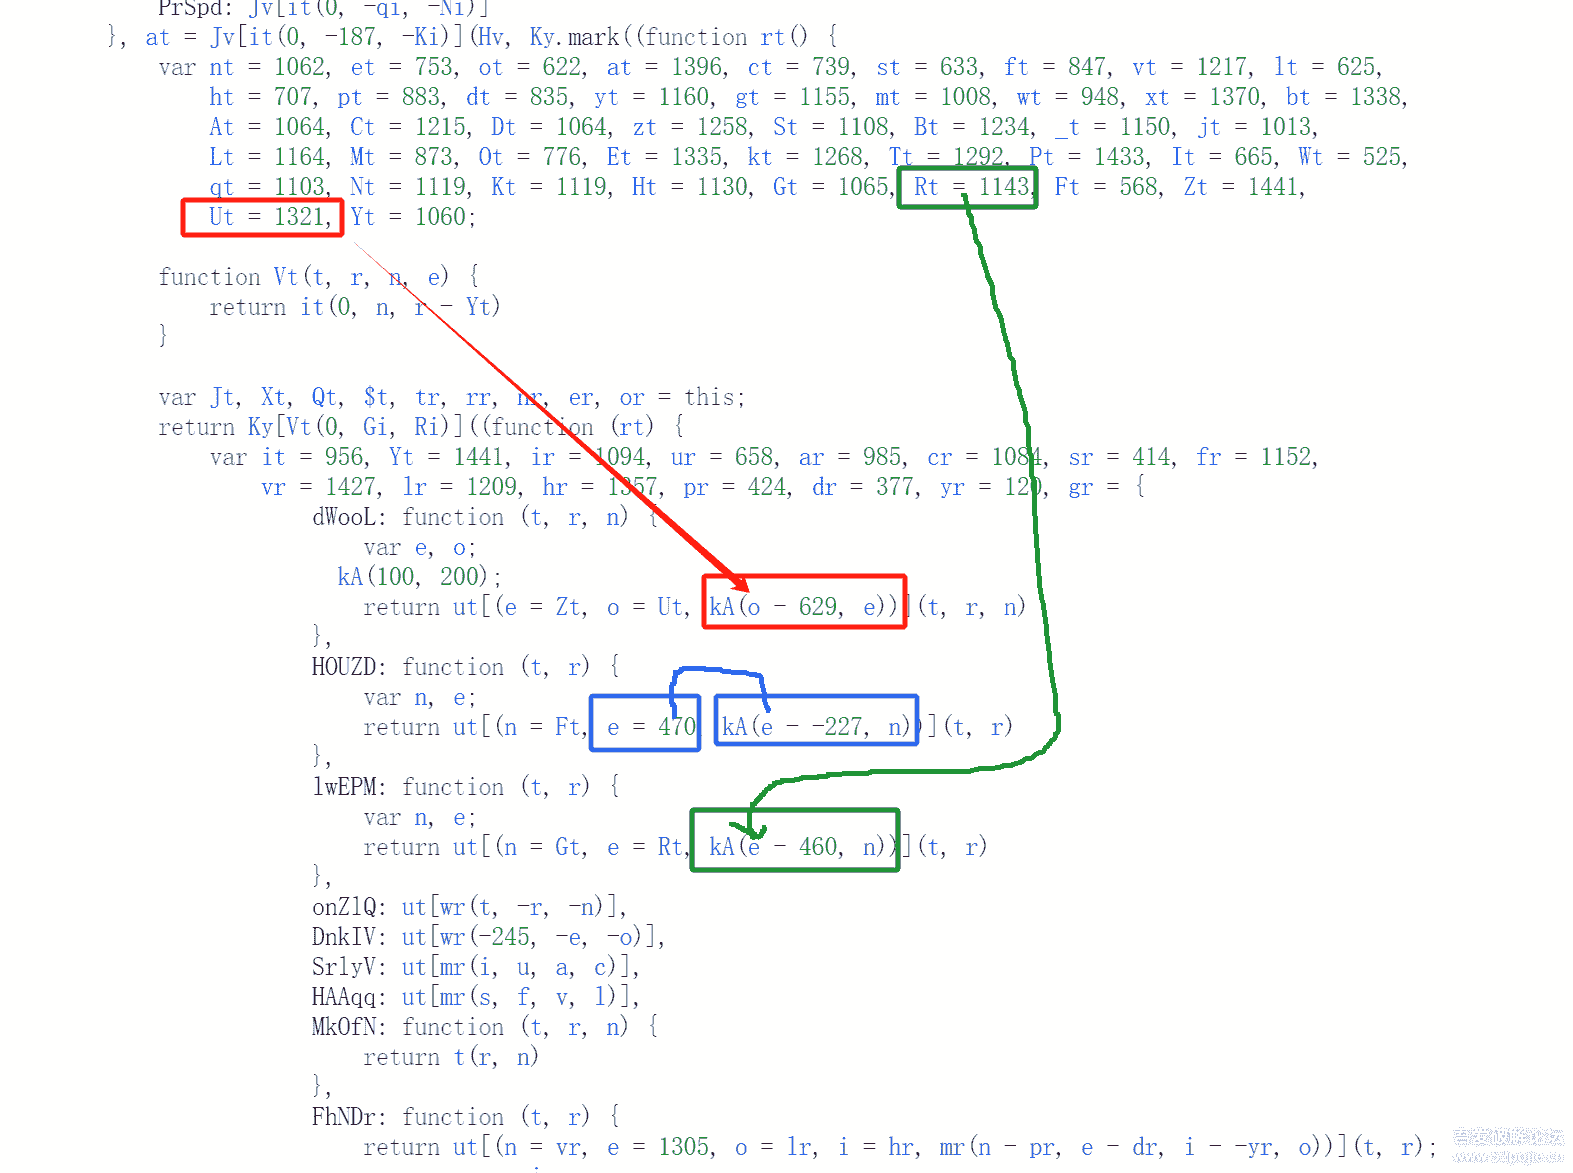 PrSpd: Jv[it(0, -qi, -Ni)]
}, at = Jv[it(0, -187, -Ki)](Hv, Ky.mark((function rt() {
var nt = 1062, et = 753, ot = 622, at = 1396, ct = 739, st = 633, ft = 847, vt = 1217, lt = 625,
ht = 707, pt = 883, dt = 835, yt = 1160, gt = 1155, mt = 1008, wt = 948, xt = 1370, bt = 1338,
At = 1064, Ct = 1215, Dt = 1064, zt = 1258, St = 1108, Bt = 1234, _t = 1150, jt = 1013,
Lt = 1164, Mt = 873, Ot = 776, Et = 1335, kt = 1268, Tt = 1292, Pt = 1433, It = 665, Wt = 525,
qt = 1103, Nt = 1119, Kt = 1119, Ht = 1130, Gt = 1065, Rt = 1143, Ft = 568, Zt = 1441,
Ut = 1321, Yt = 1060;
function Vt(t, r, n, e) {
return it(0, n, r - Yt)
}
var Jt, Xt, Qt, $t, tr, rr, nr, er, or = this;
return Ky[Vt(0, Gi, Ri)]((function (rt) {
var it = 956, Yt = 1441, ir = 1094, ur = 658, ar = 985, cr = 1084, sr = 414, fr = 1152,
vr = 1427, lr = 1209, hr = 1357, pr = 424, dr = 377, yr = 120, gr = {
dWooL: function (t, r, n) {
var e, o;
kA(100, 200);
return ut[(e = Zt, o = Ut, kA(o - 629, e))](t, r, n)
},
HOUZD: function (t, r) {
var n, e;
return ut[(n = Ft, e = 470, kA(e - -227, n))](t, r)
},
lwEPM: function (t, r) {
var n, e;
return ut[(n = Gt, e = Rt, kA(e - 460, n))](t, r)
},
onZlQ: ut[wr(t, -r, -n)],
DnkIV: ut[wr(-245, -e, -o)],
SrlyV: ut[mr(i, u, a, c)],
HAAqq: ut[mr(s, f, v, l)],
MkOfN: function (t, r, n) {
return t(r, n)
},
FhNDr: function (t, r) {
return ut[(n = vr, e = 1305, o = lr, i = hr, mr(n - pr, e - dr, i - -yr, o))](t, r);
吾爱破解论坛
www.52pojie.cn